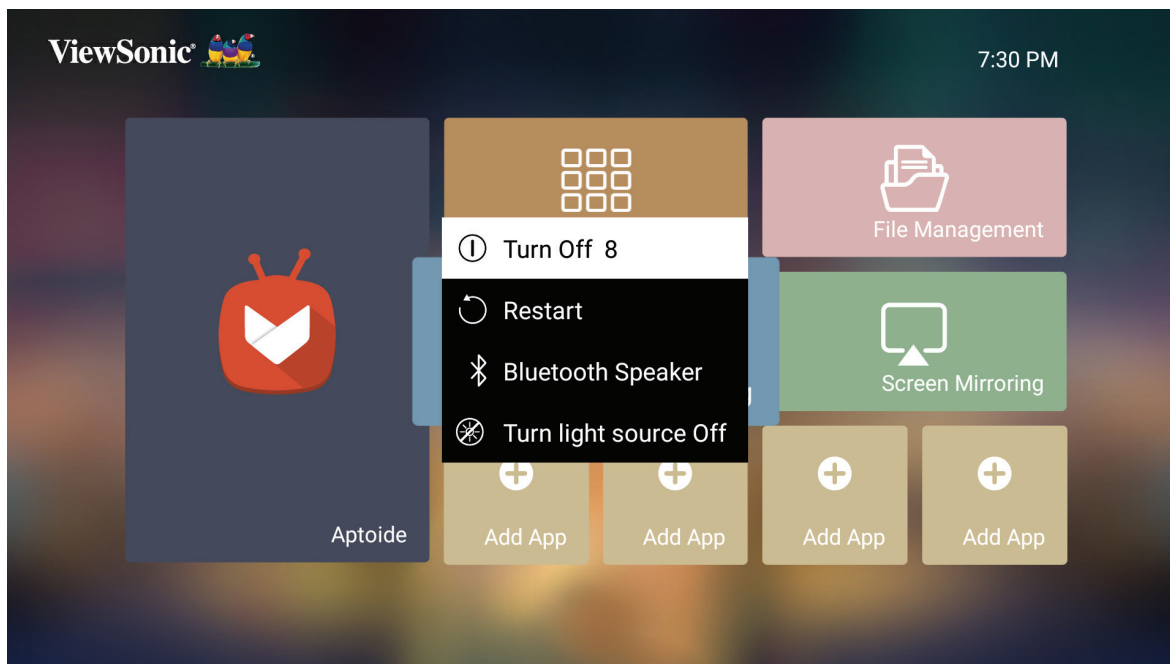 ViewSonic®
7:30 PM
File Management
Turn Off 8
Restart
Bluetooth Speaker
Turn light source Off
Screen Mirroring
Aptoide
Add App
Add App
Add App
Add App